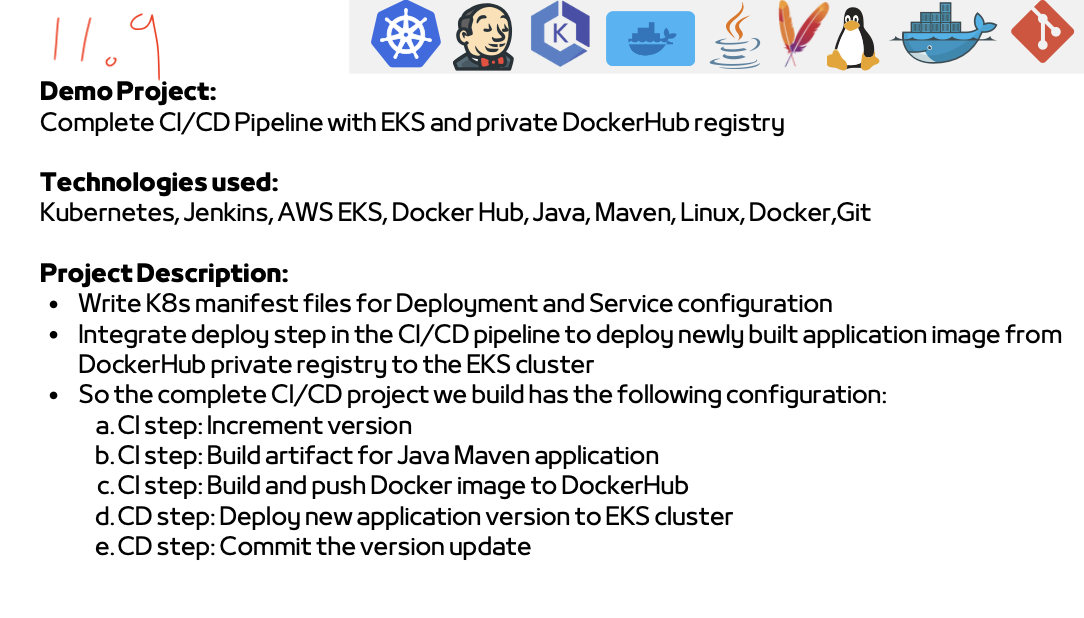 11.9
K
Demo Project:
Complete CI/CD Pipeline with EKS and private DockerHub registry
Technologies used:
Kubernetes, Jenkins, AWS EKS, Docker Hub, Java, Maven, Linux, Docker,Git
Project Description:
• Write K8s manifest files for Deployment and Service configuration
• Integrate deploy step in the CI/CD pipeline to deploy newly built application image from
DockerHub private registry to the EKS cluster
• So the complete CI/CD project we build has the following configuration:
a. CI step: Increment version
b. CI step: Build artifact for Java Maven application
c. CI step: Build and push Docker image to DockerHub
d. CD step: Deploy new application version to EKS cluster
e. CD step: Commit the version update